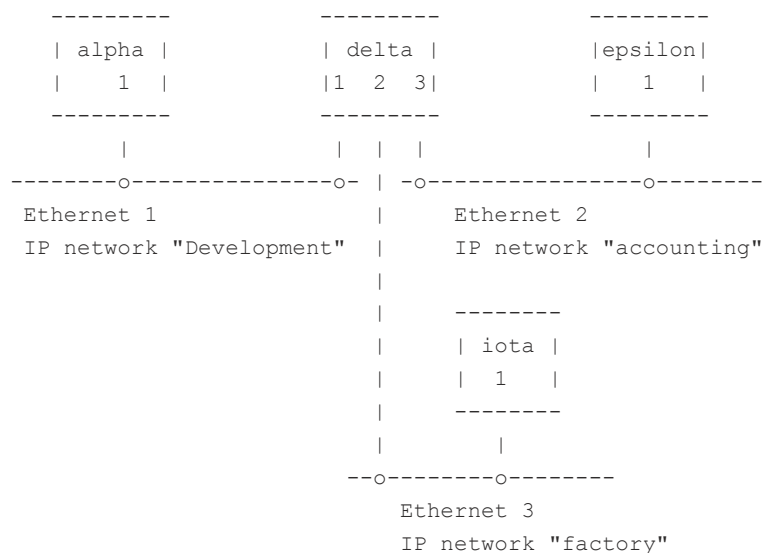 ---------            ---------            ---------
| alpha |            | delta |            |epsilon|
|    1  |            |1  2  3|            |   1   |
---------            ---------            ---------
     |                | | |                   |
--------o---------------o- | -o----------------o--------
Ethernet 1                 |     Ethernet 2
IP network "Development"   |     IP network "accounting"
                           |
                           |     --------
                           |     | iota |
                           |     |  1   |
                           |     --------
                           |        |
                         --o--------o--------
                             Ethernet 3
                             IP network "factory"